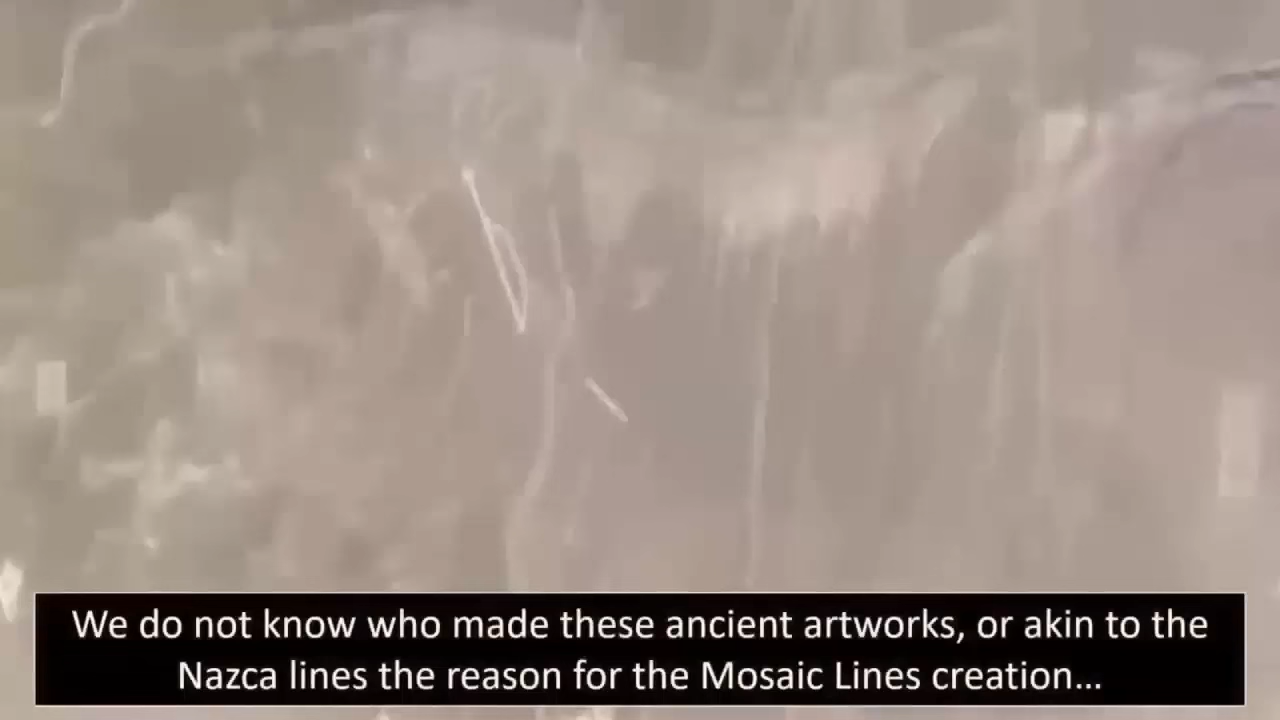 We do not know who made these ancient artworks, or akin to the
Nazca lines the reason for the Mosaic Lines creation...